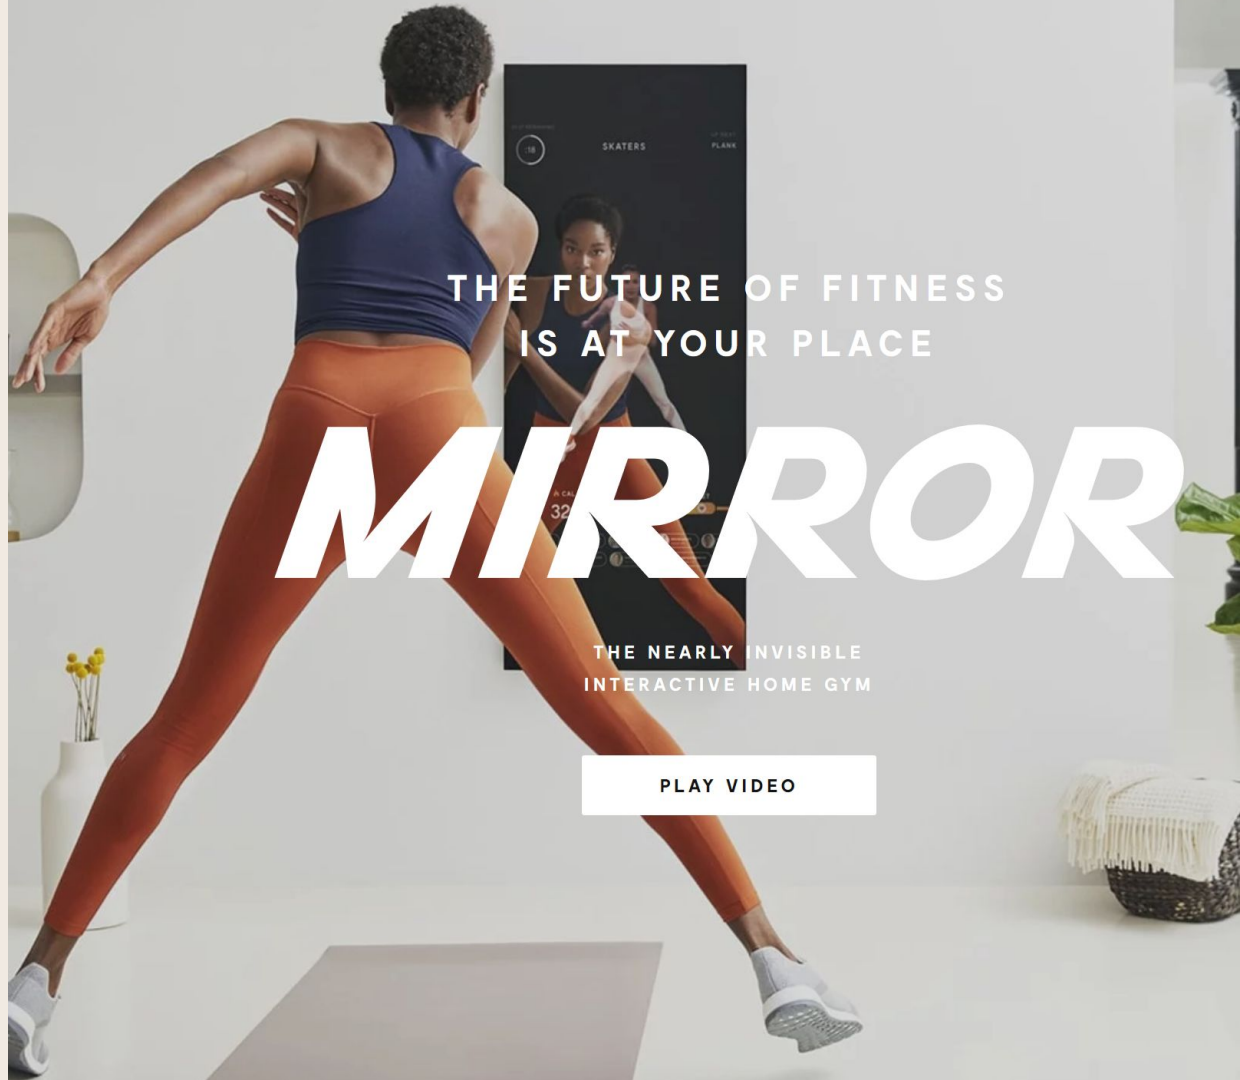 :18
SKATERS
PLANK
THE FUTURE OF FITNESS
IS AT YOUR PLACE
MIRROR
32
THE NEARLY INVISIBLE
INTERACTIVE HOME GYM
PLAY VIDEO